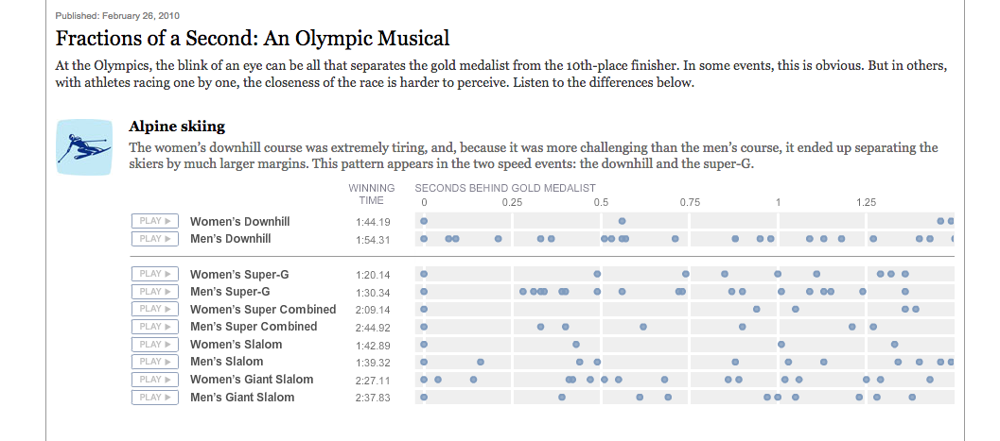 Published: February 26, 2010
Fractions of a Second: An Olympic Musical
At the Olympics, the blink of an eye can be all that separates the gold medalist from the 10th-place finisher. In some events, this is obvious. But in others,
with athletes racing one by one, the closeness of the race is harder to perceive. Listen to the differences below.
Alpine skiing
The women's downhill course was extremely tiring, and, because it was more challenging than the men's course, it ended up separating the
skiers by much larger margins. This pattern appears in the two speed events: the downhill and the super-G.
WINNING TIME SECONDS BEHIND GOLD MEDALIST
0 0.25 0.5 0.75 1 1.25
PLAY Women's Downhill 1:44.19
PLAY Men's Downhill 1:54.31
PLAY Women's Super-G 1:20.14
PLAY Men's Super-G 1:30.34
PLAY Women's Super Combined 2:09.14
PLAY Men's Super Combined 2:44.92
PLAY Women's Slalom 1:42.89
PLAY Men's Slalom 1:39.32
PLAY Women's Giant Slalom 2:27.11
PLAY Men's Giant Slalom 2:37.83